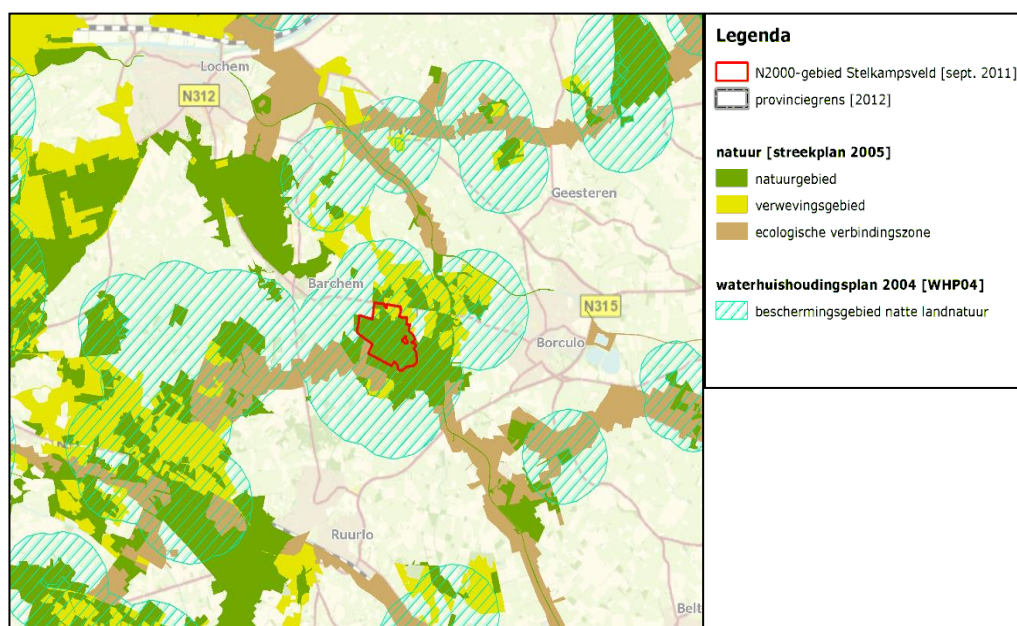 Lochem
N312
Geesteren
Barchem
N315
Borculo
Ruurlo
Belt
Legenda
N2000-gebied Stelkampsveld [sept. 2011]
provinciegrens [2012]
natuur [streekplan 2005]
natuurgebied
verwevingsgebied
ecologische verbindingszone
waterhuishoudingsplan 2004 [WHP04]
beschermingsgebied natte landnatuur